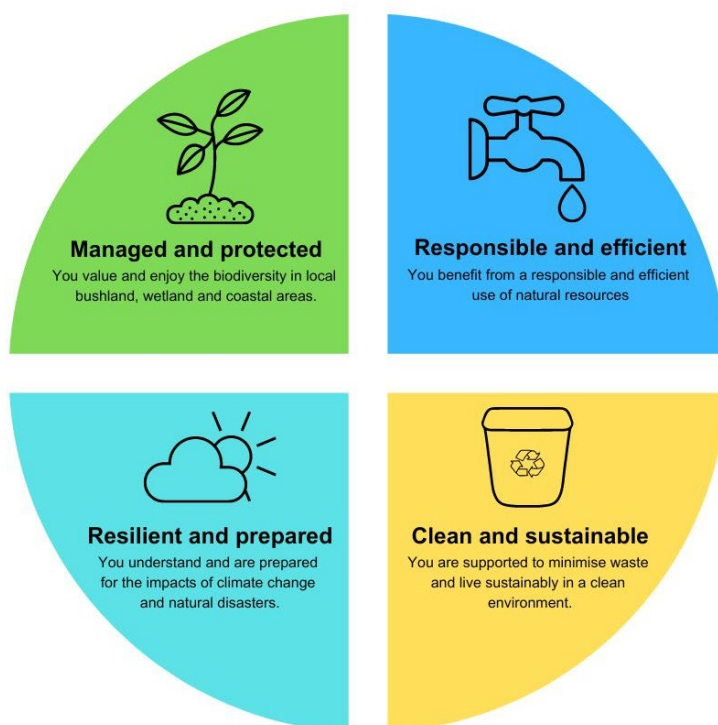 Managed and protected
You value and enjoy the biodiversity in local
bushland, wetland and coastal areas.
Responsible and efficient
You benefit from a responsible and efficient
use of natural resources
Resilient and prepared
You understand and are prepared
for the impacts of climate change
and natural disasters.
Clean and sustainable
You are supported to minimise waste
and live sustainably in a clean
environment.